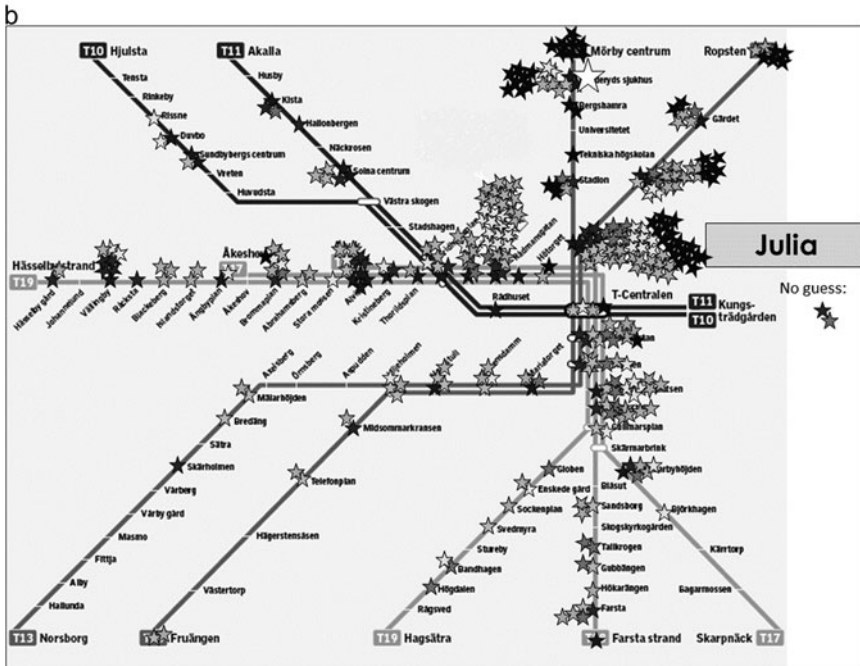 b
T10 Hjulsta
T11 Akalla
Mörby centrum
Ropsten
Tensta
Husby
deryds sjukhus
Rinkeby
Kista
Bergshamra
Rissne
Hallonbergen
Universitetet
Gärdet
Duvbo
Näckrosen
Tekniska högskolan
Sundbybergs centrum
Solna centrum
Stadion
Vreten
Huvudsta
Västra skogen
Stadshagen
Julia
Hässelby strand
Åkeshov
T19
Hässelby gård
Johannelund
Vällingby
Råcksta
Blackeberg
Islandstorget
Ängbyplan
Åkeshov
Brommaplan
Abrahamsberg
Stora mossen
Kristineberg
Thorildsplan
Rådhuset
Hötorget
T-Centralen
T11 Kungs-
T10 trädgården
No guess:
Axelsberg
Örnsberg
Aspudden
Mariatorget
Mälarhöjden
Bredäng
Midsommarkransen
Gullmarsplan
Sätra
Skärmarbrink
Skärholmen
Telefonplan
Globen
Blåsut
Vårberg
Enskede gård
Sandsborg
Björkhagen
Vårby gård
Sockenplan
Skogskyrkogården
Masmo
Hägerstensåsen
Svedmyra
Tallkrogen
Kärrtorp
Fittja
Stureby
Gubbängen
Alby
Västertorp
Bandhagen
Hökarängen
Bagarmossen
Hallunda
Högdalen
Farsta
Rågsved
T13 Norsborg
Fruängen
T19 Hagsätra
Farsta strand
Skarpnäck T17